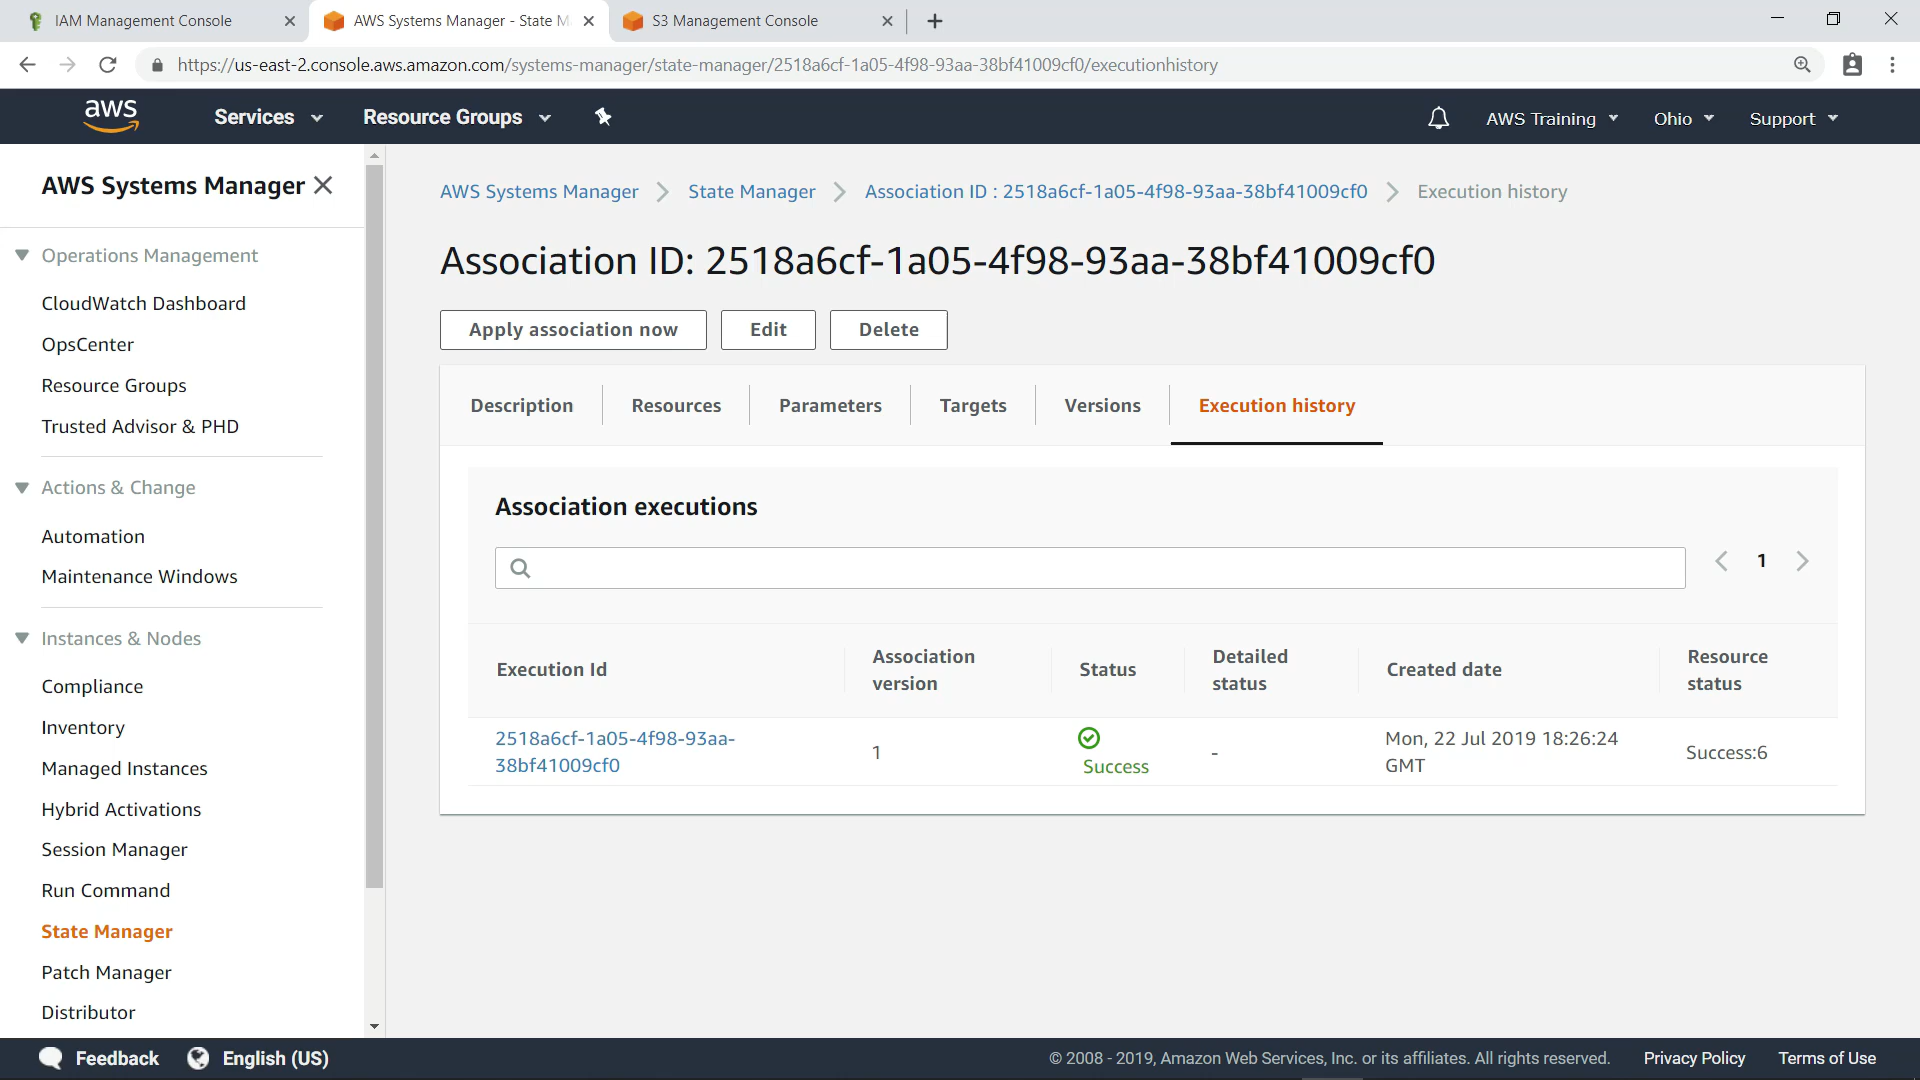 IAM Management Console
AWS Systems Manager - State M
S3 Management Console
https://us-east-2.console.aws.amazon.com/systems-manager/state-manager/2518a6cf-1a05-4f98-93aa-38bf41009cf0/executionhistory
aws
Services
Resource Groups
AWS Training
Ohio
Support
AWS Systems Manager
Operations Management
CloudWatch Dashboard
OpsCenter
Resource Groups
Trusted Advisor & PHD
Actions & Change
Automation
Maintenance Windows
Instances & Nodes
Compliance
Inventory
Managed Instances
Hybrid Activations
Session Manager
Run Command
State Manager
Patch Manager
Distributor
AWS Systems Manager
State Manager
Association ID : 2518a6cf-1a05-4f98-93aa-38bf41009cf0
Execution history
Association ID: 2518a6cf-1a05-4f98-93aa-38bf41009cf0
Apply association now
Edit
Delete
Description
Resources
Parameters
Targets
Versions
Execution history
Association executions
1
Execution Id
Association
version
Status
Detailed
status
Created date
Resource
status
2518a6cf-1a05-4f98-93aa-
38bf41009cf0
1
Success
-
Mon, 22 Jul 2019 18:26:24
GMT
Success:6
Feedback
English (US)
© 2008 - 2019, Amazon Web Services, Inc. or its affiliates. All rights reserved.
Privacy Policy
Terms of Use